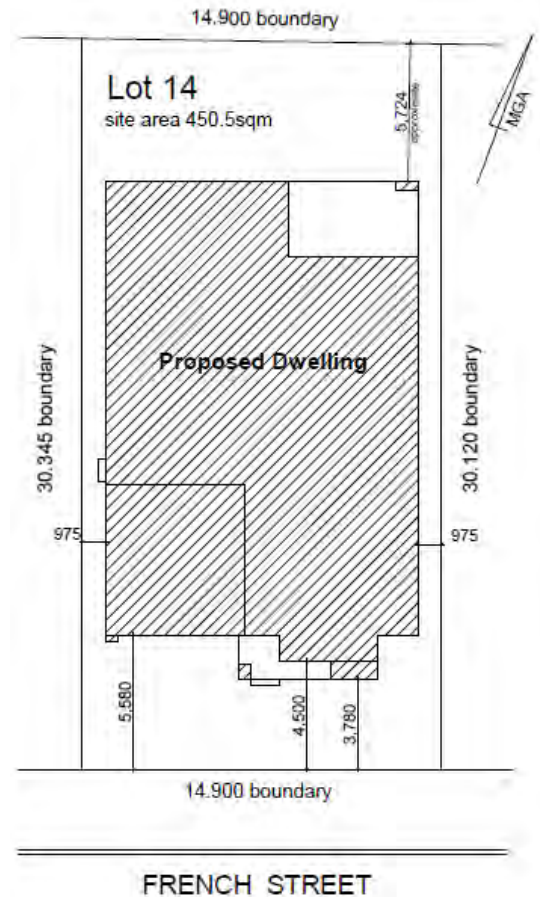 14.900 boundary
Lot 14
site area 450.5sqm
5,724
approximate
MGA
Proposed Dwelling
30.345 boundary
30.120 boundary
975
975
5,580
4,500
3,780
14.900 boundary
FRENCH STREET